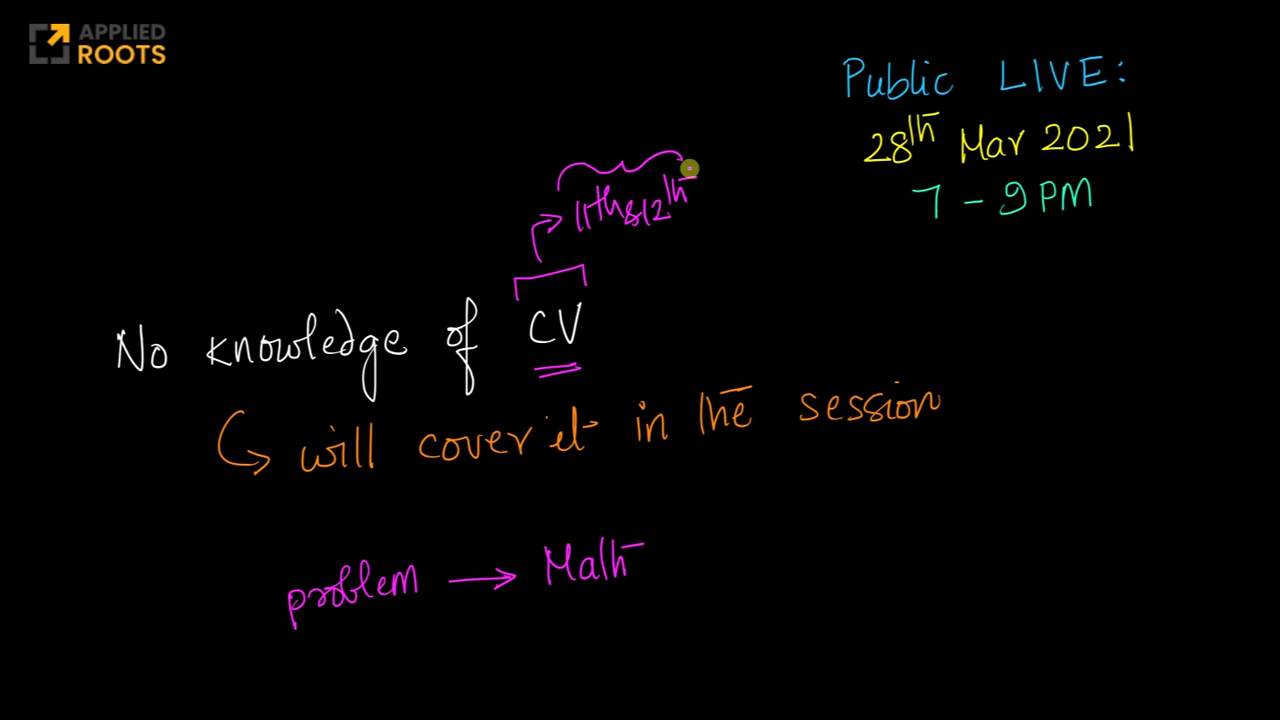 APPLIED
ROOTS
Public LIVE:
28th Mar 2021
7 - 9 PM
11th & 12th
No knowledge of CV
will cover it in the session
problem → Math